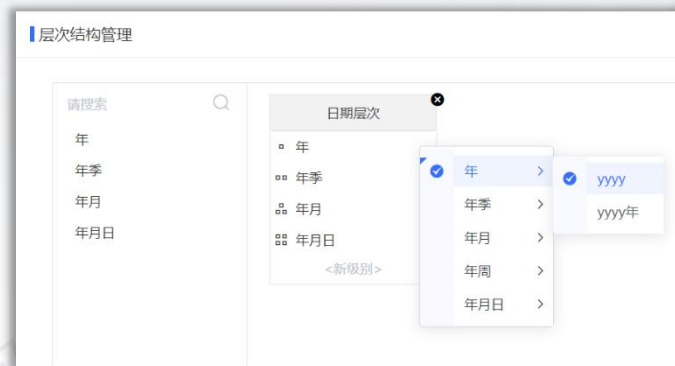 层次结构管理
请搜索
年
年季
年月
年月日
日期层次
年
年季
年月
年月日
<新级别>
年
年季
年月
年周
年月日
yyyy
yyyy年